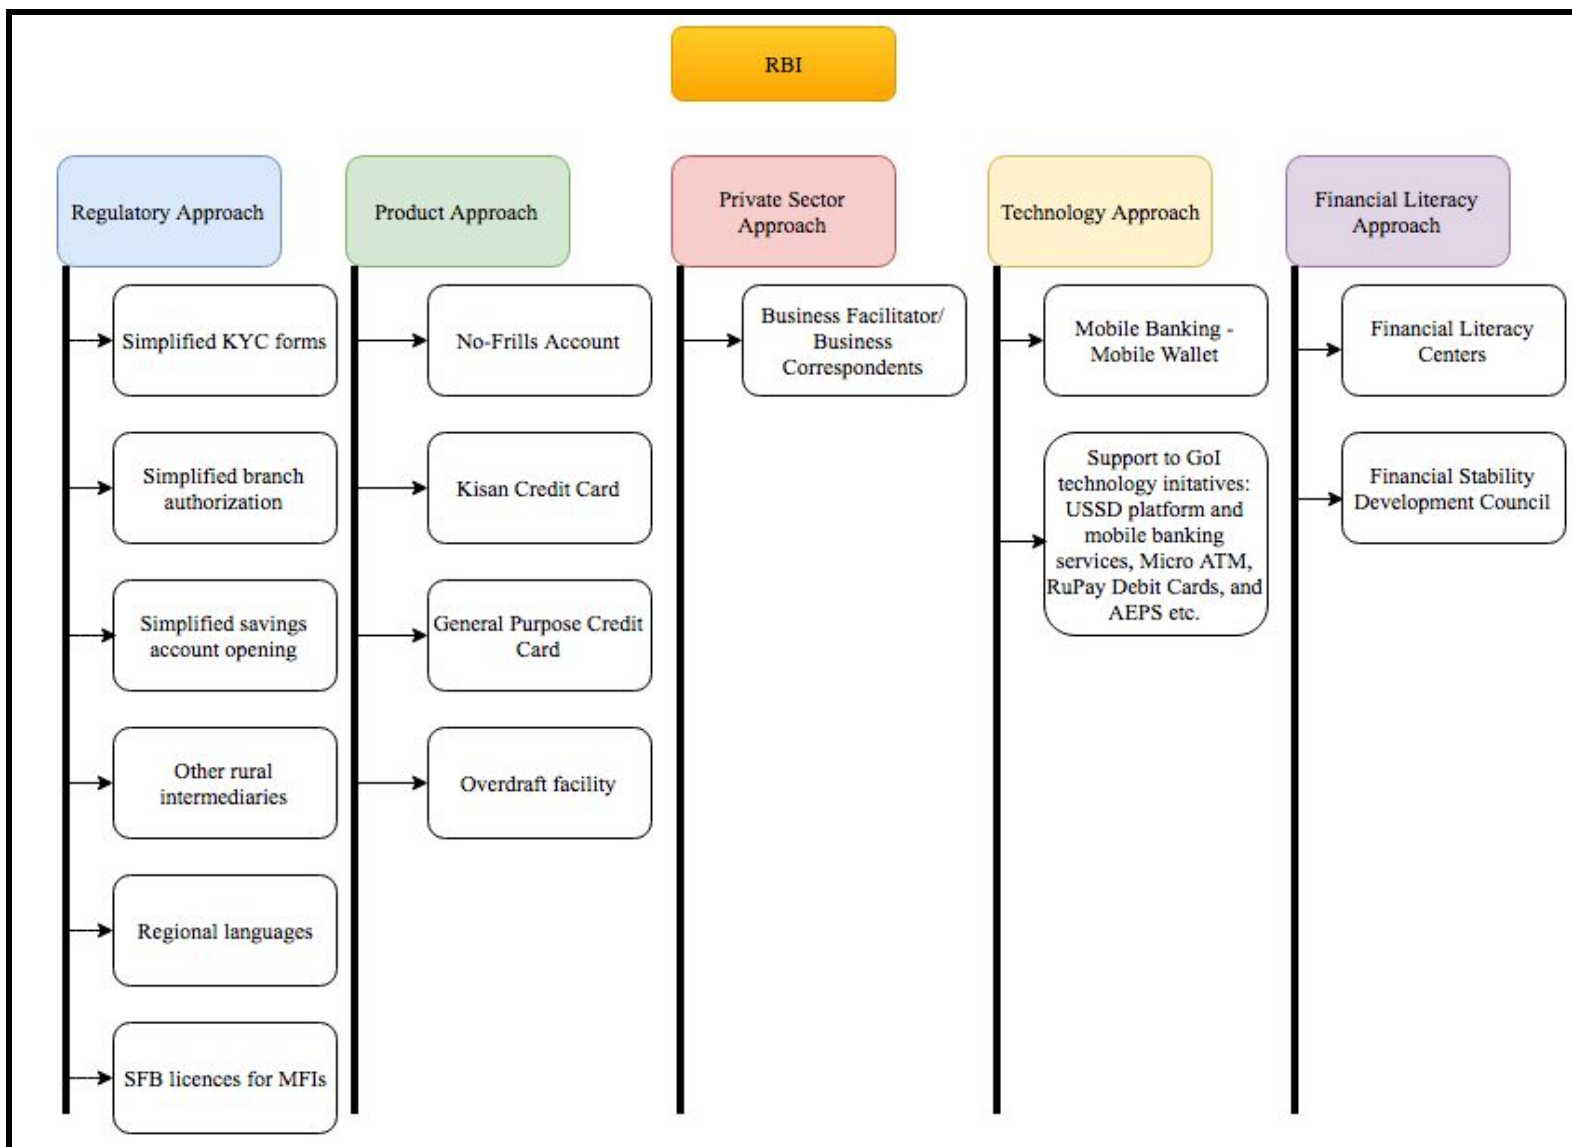 RBI
Regulatory Approach
Simplified KYC forms
Simplified branch
authorization
Simplified savings
account opening
Other rural
intermediaries
Regional languages
SFB licences for MFIs
Product Approach
No-Frills Account
Kisan Credit Card
General Purpose Credit
Card
Overdraft facility
Private Sector
Approach
Business Facilitator/
Business
Correspondents
Technology Approach
Mobile Banking -
Mobile Wallet
Support to GoI
technology initatives:
USSD platform and
mobile banking
services, Micro ATM,
RuPay Debit Cards, and
AEPS etc.
Financial Literacy
Approach
Financial Literacy
Centers
Financial Stability
Development Council